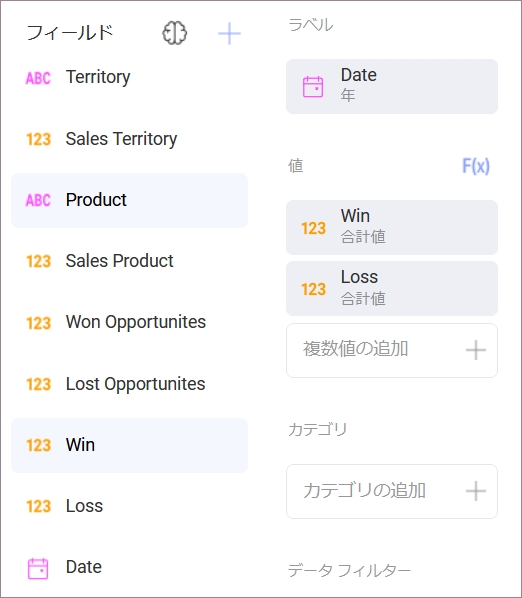 フィールド
ABC Territory
123 Sales Territory
ABC Product
123 Sales Product
123 Won Opportunites
123 Lost Opportunites
123 Win
123 Loss
Date
ラベル
Date
年
値 F(x)
123 Win
合計値
123 Loss
合計値
複数値の追加
カテゴリ
カテゴリの追加
データ フィルター